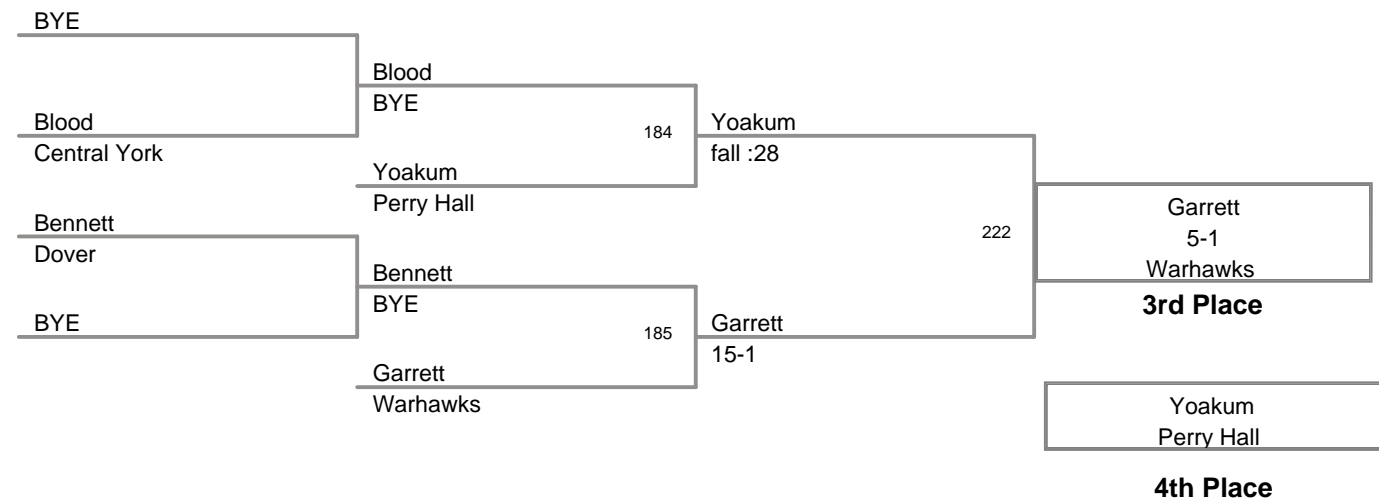 BYE
Blood
BYE
Blood
Central York
184
Yoakum
fall :28
Yoakum
Perry Hall
Bennett
Dover
222
Garrett
5-1
Warhawks
3rd Place
Bennett
BYE
BYE
185
Garrett
15-1
Garrett
Warhawks
Yoakum
Perry Hall
4th Place